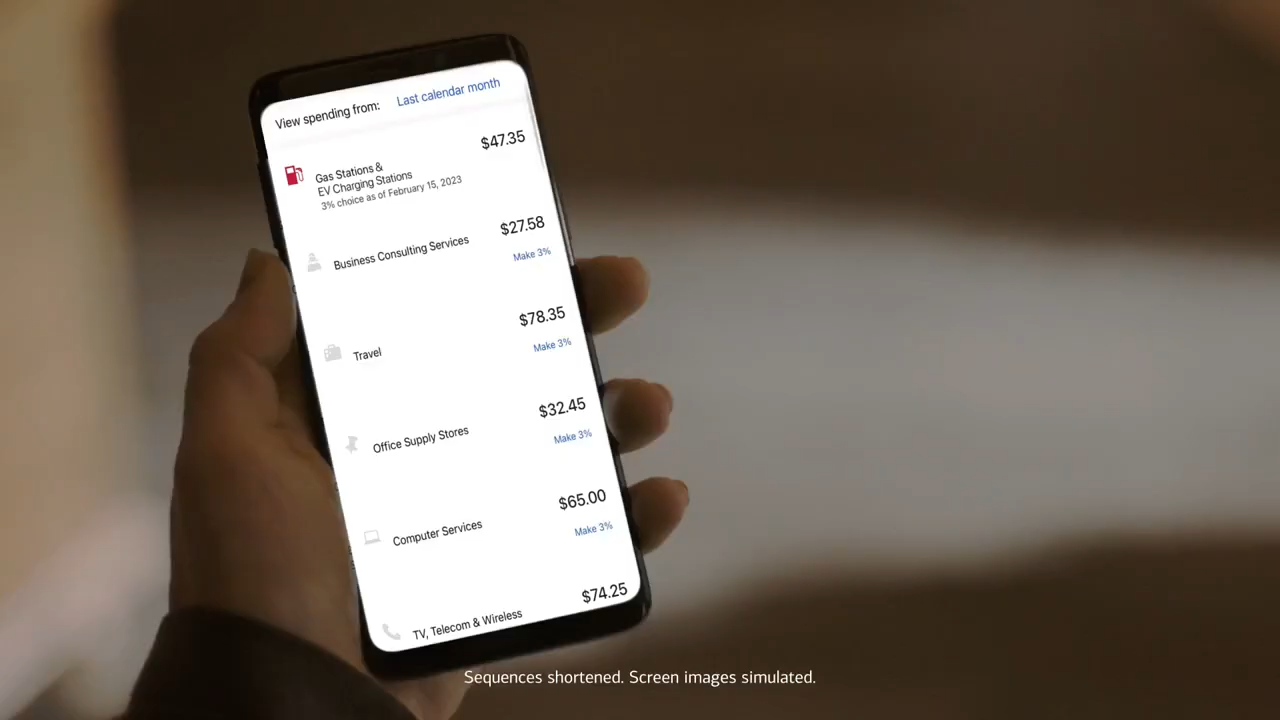 View spending from: Last calendar month
$47.35
Gas Stations &
EV Charging Stations
3% choice as of February 15, 2023
$27.58
Business Consulting Services
Make 3%
$78.35
Travel
Make 3%
$32.45
Office Supply Stores
Make 3%
$65.00
Computer Services
Make 3%
$74.25
TV, Telecom & Wireless
Sequences shortened. Screen images simulated.